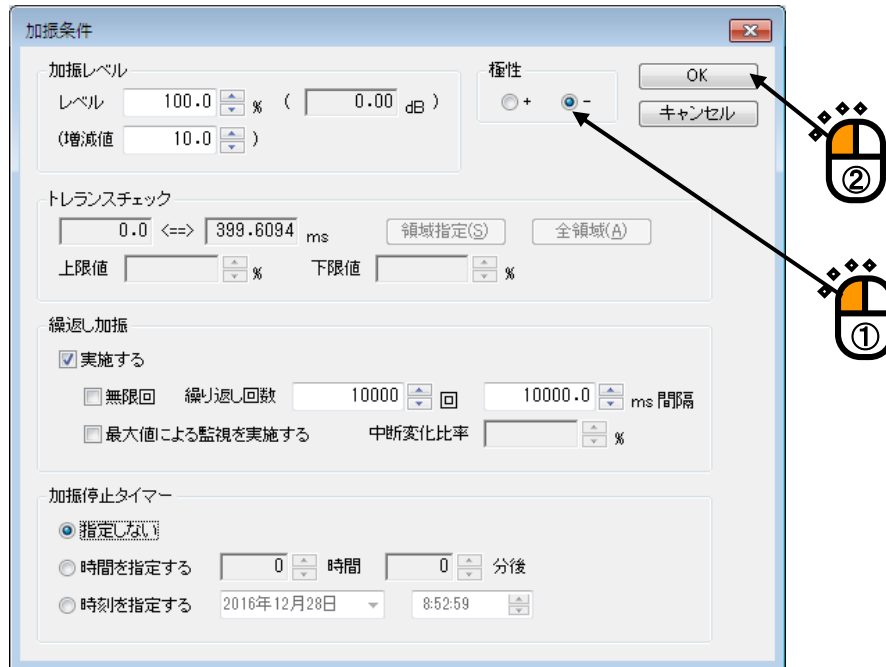 加振条件
加振レベル
レベル 100.0 % ( 0.00 dB )
(増減値 10.0 )
極性
+ -
OK
キャンセル
②
①
トレランスチェック
0.0 <==> 399.6094 ms 領域指定(S) 全領域(A)
上限値 % 下限値 %
繰返し加振
実施する
無限回 繰り返し回数 10000 回 10000.0 ms 間隔
最大値による監視を実施する 中断変化比率 %
加振停止タイマー
指定しない
時間を指定する 0 時間 0 分後
時刻を指定する 2016年12月28日 8:52:59